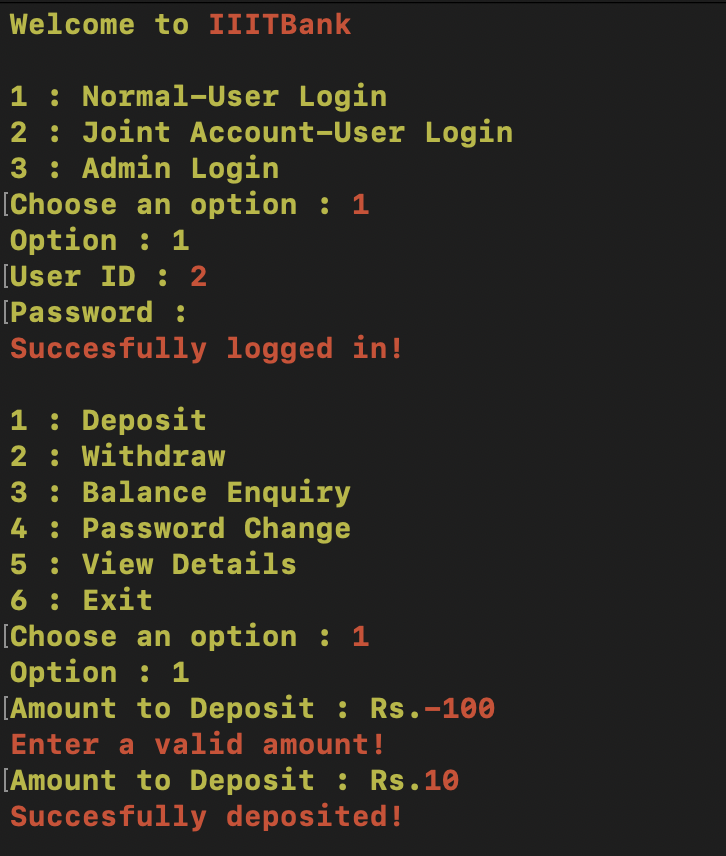 Welcome to IIITBank
1 : Normal-User Login
2 : Joint Account-User Login
3 : Admin Login
[Choose an option : 1
Option : 1
[User ID : 2
[Password :
Succesfully logged in!
1 : Deposit
2 : Withdraw
3 : Balance Enquiry
4 : Password Change
5 : View Details
6 : Exit
[Choose an option : 1
Option : 1
[Amount to Deposit : Rs.-100
Enter a valid amount!
[Amount to Deposit : Rs.10
Succesfully deposited!